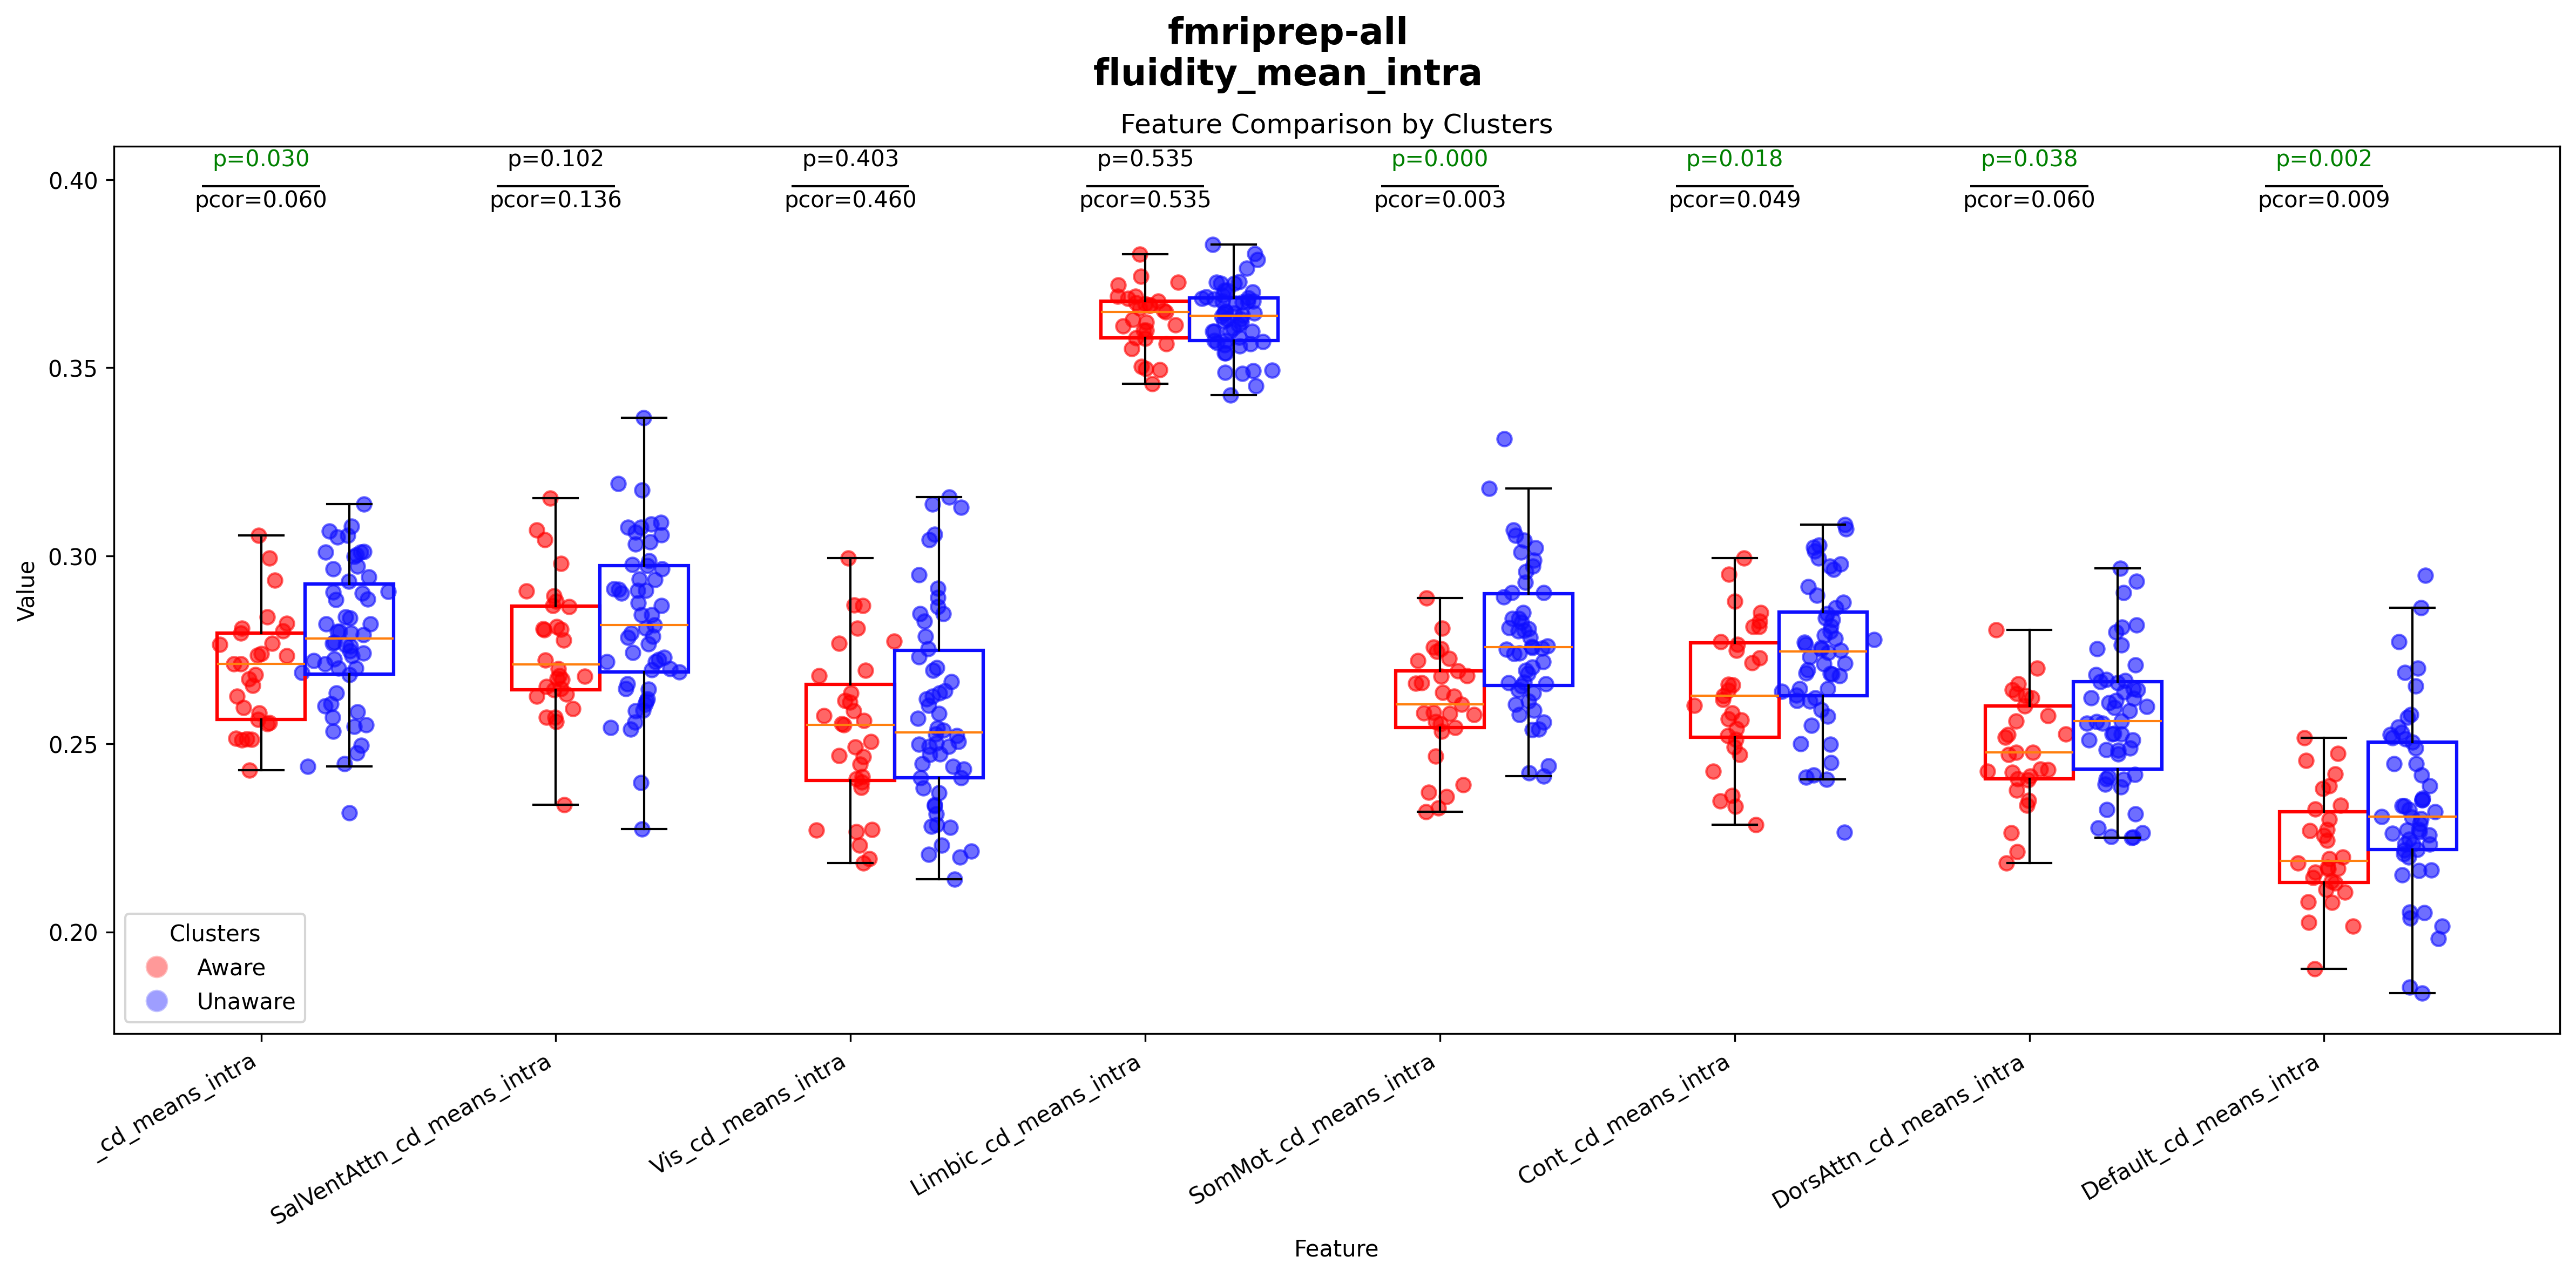 fmriprep-all
fluidity_mean_intra
Feature Comparison by Clusters
p=0.030 p=0.102 p=0.403 p=0.535 p=0.000 p=0.018 p=0.038 p=0.002
pcor=0.060 pcor=0.136 pcor=0.460 pcor=0.535 pcor=0.003 pcor=0.049 pcor=0.060 pcor=0.009
Value
0.40
0.35
0.30
0.25
0.20
Clusters
Aware
Unaware
_cd_means_intra
SalVentAttn_cd_means_intra
Vis_cd_means_intra
Limbic_cd_means_intra
SomMot_cd_means_intra
Cont_cd_means_intra
DorsAttn_cd_means_intra
Default_cd_means_intra
Feature